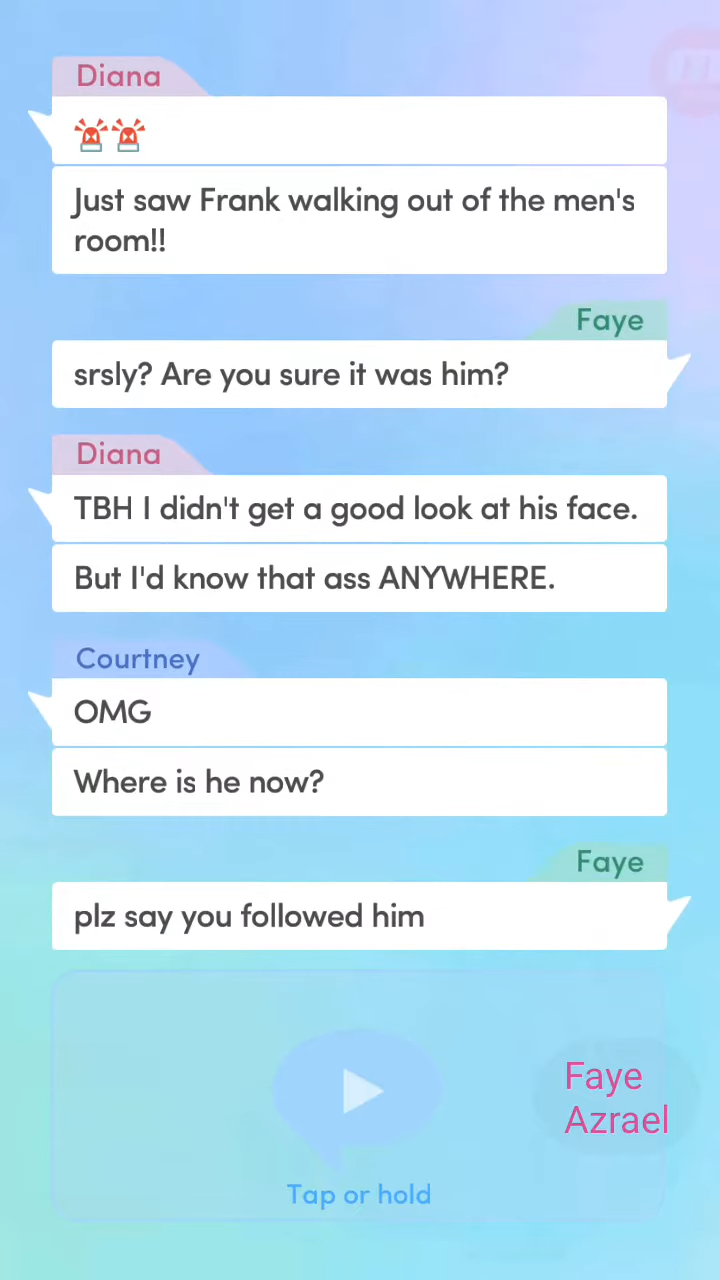 Diana
🚨🚨
Just saw Frank walking out of the men's
room!!
Faye
srsly? Are you sure it was him?
Diana
TBH I didn't get a good look at his face.
But I'd know that ass ANYWHERE.
Courtney
OMG
Where is he now?
Faye
plz say you followed him
Faye
Azrael
Tap or hold